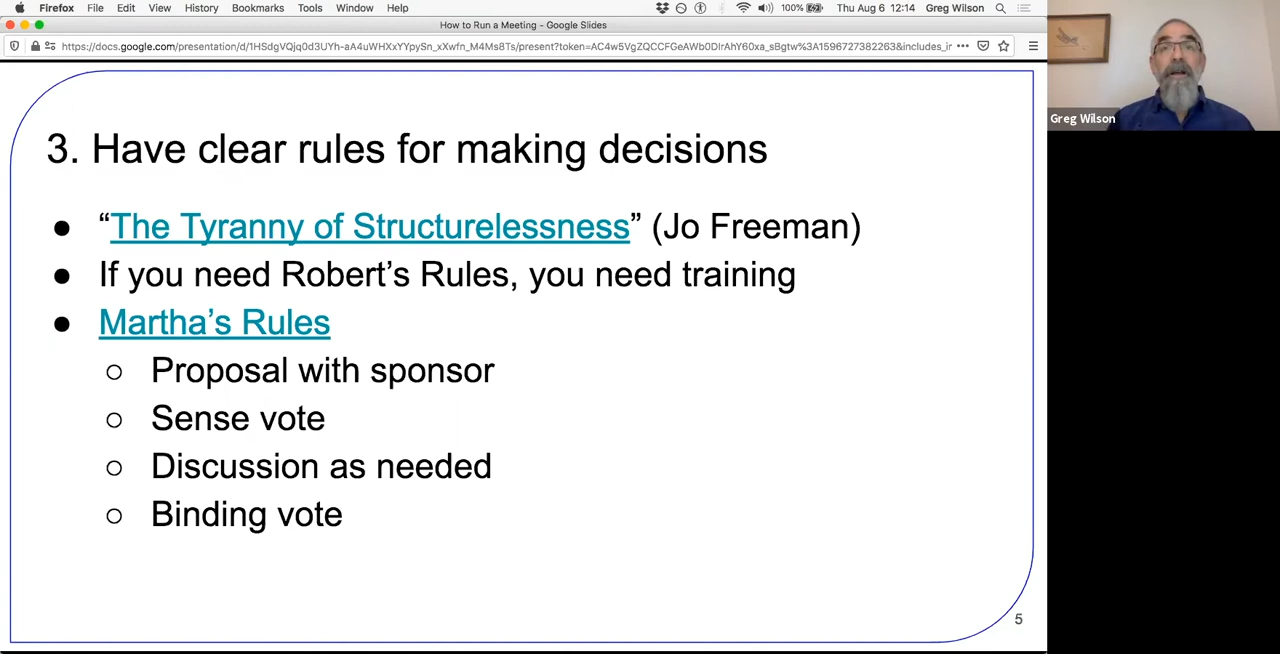 Firefox File Edit View History Bookmarks Tools Window Help 100% Thu Aug 6 12:14 Greg Wilson
How to Run a Meeting - Google Slides
https://docs.google.com/presentation/d/1HSdgVQjq0d3UYh-aA4uWHXxYYpySn_xXwfn_M4Ms8Ts/present?token=AC4w5VgZQCCFGeAWb0DIrAhY60xa_sBgtw%3A1596727382263&includes_ir
Greg Wilson
3. Have clear rules for making decisions
● “The Tyranny of Structurelessness” (Jo Freeman)
● If you need Robert’s Rules, you need training
● Martha’s Rules
○ Proposal with sponsor
○ Sense vote
○ Discussion as needed
○ Binding vote
5